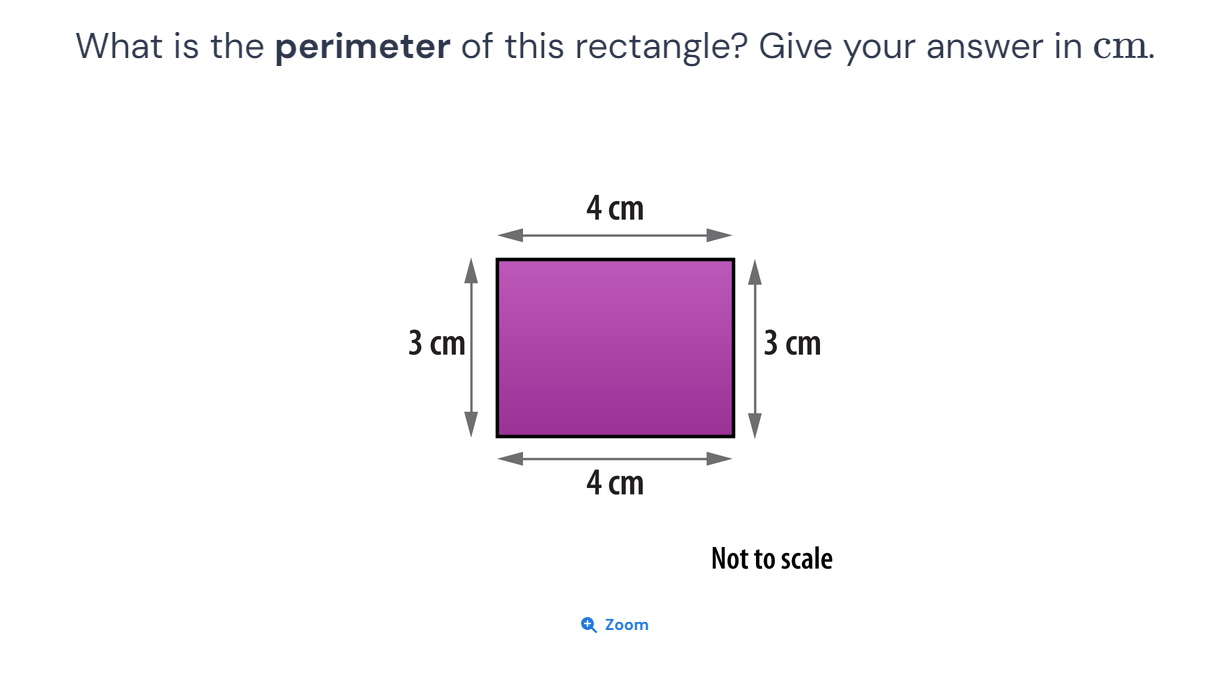 What is the perimeter of this rectangle? Give your answer in cm.
4 cm
3 cm
3 cm
4 cm
Not to scale
Zoom